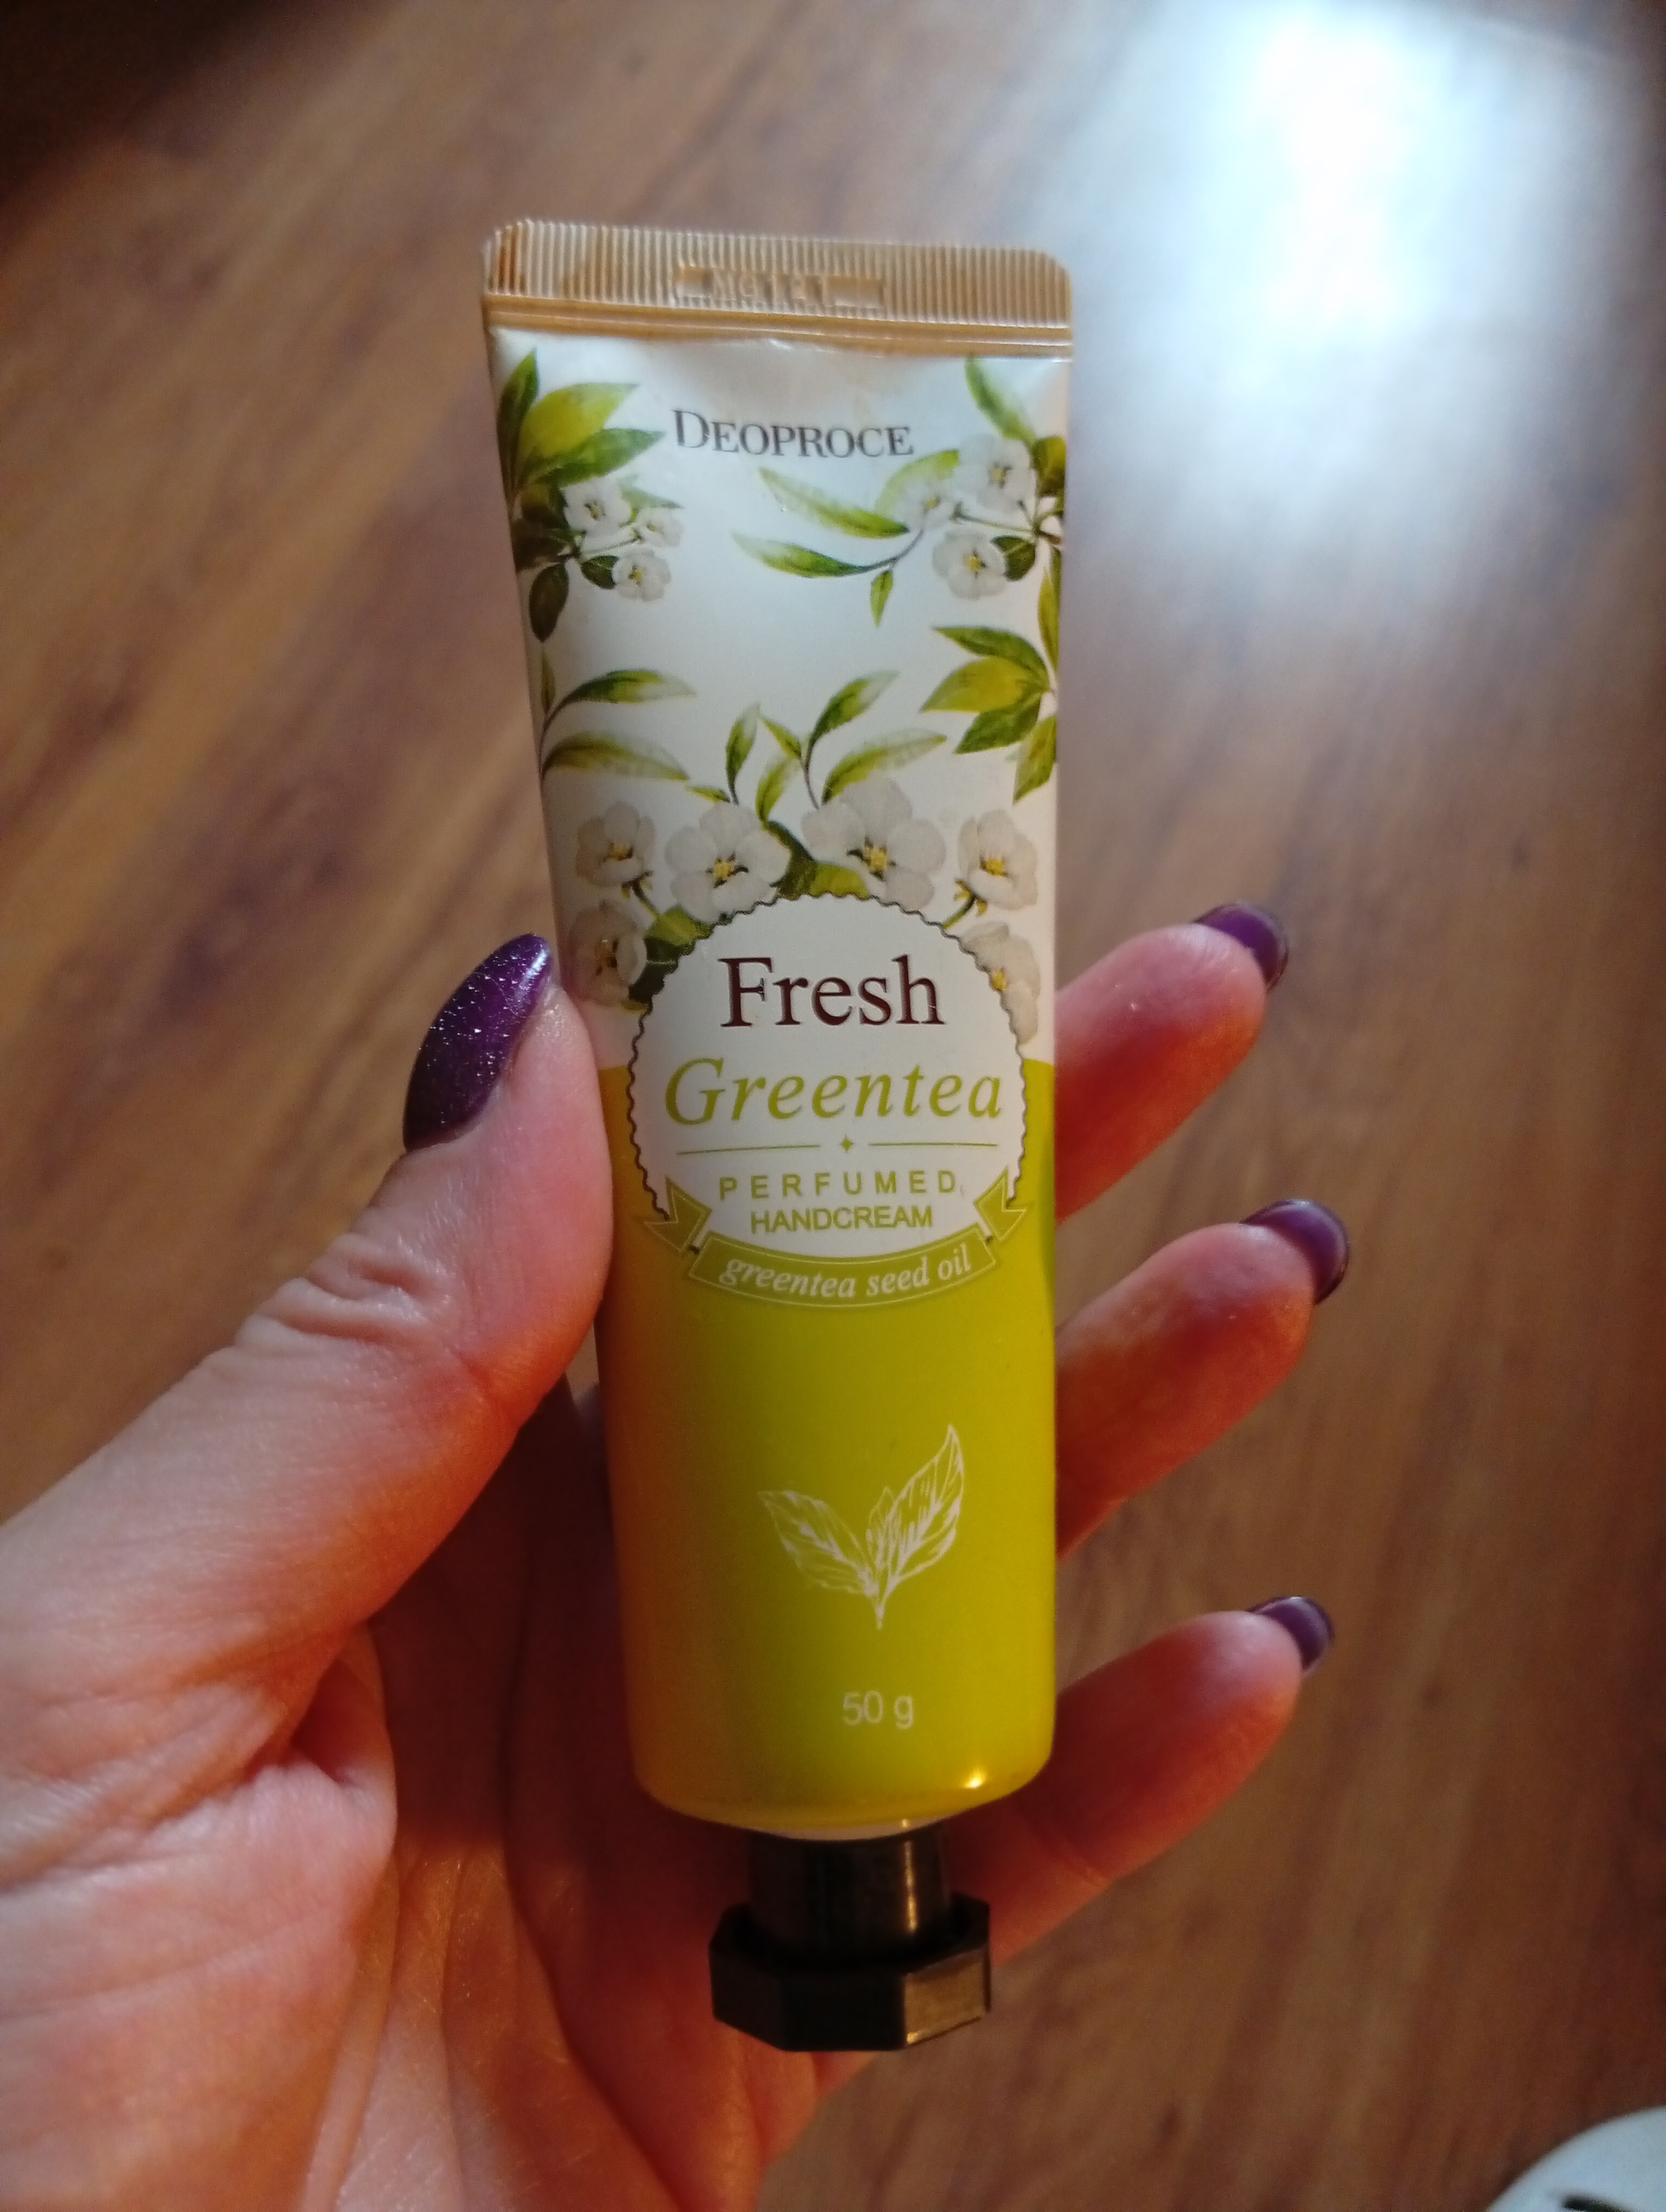 DEOPROCE
Fresh
Greentea
PERFUMED
HANDCREAM
greentea seed oil
50 g